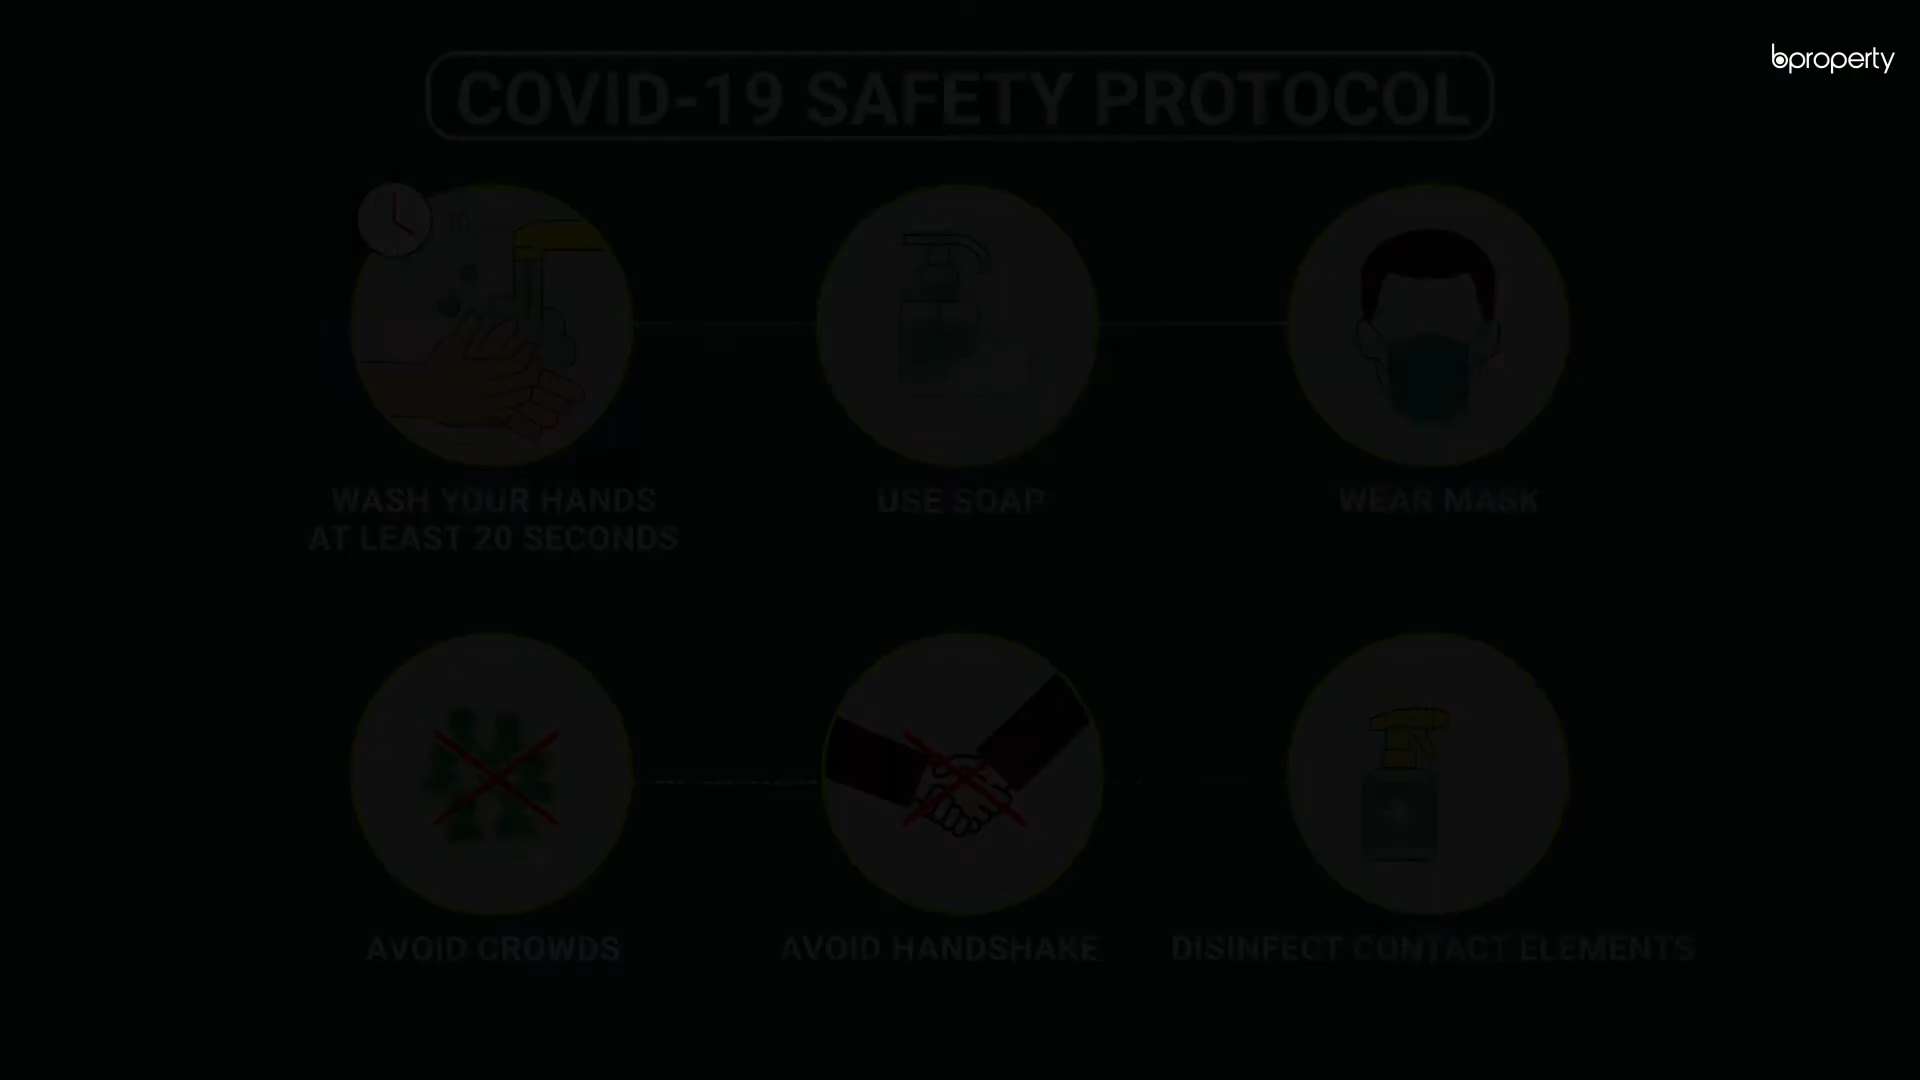 bproperty
COVID-19 SAFETY PROTOCOL
WASH YOUR HANDS
AT LEAST 20 SECONDS
USE SOAP
WEAR MASK
AVOID CROWDS
AVOID HANDSHAKE
DISINFECT CONTACT ELEMENTS